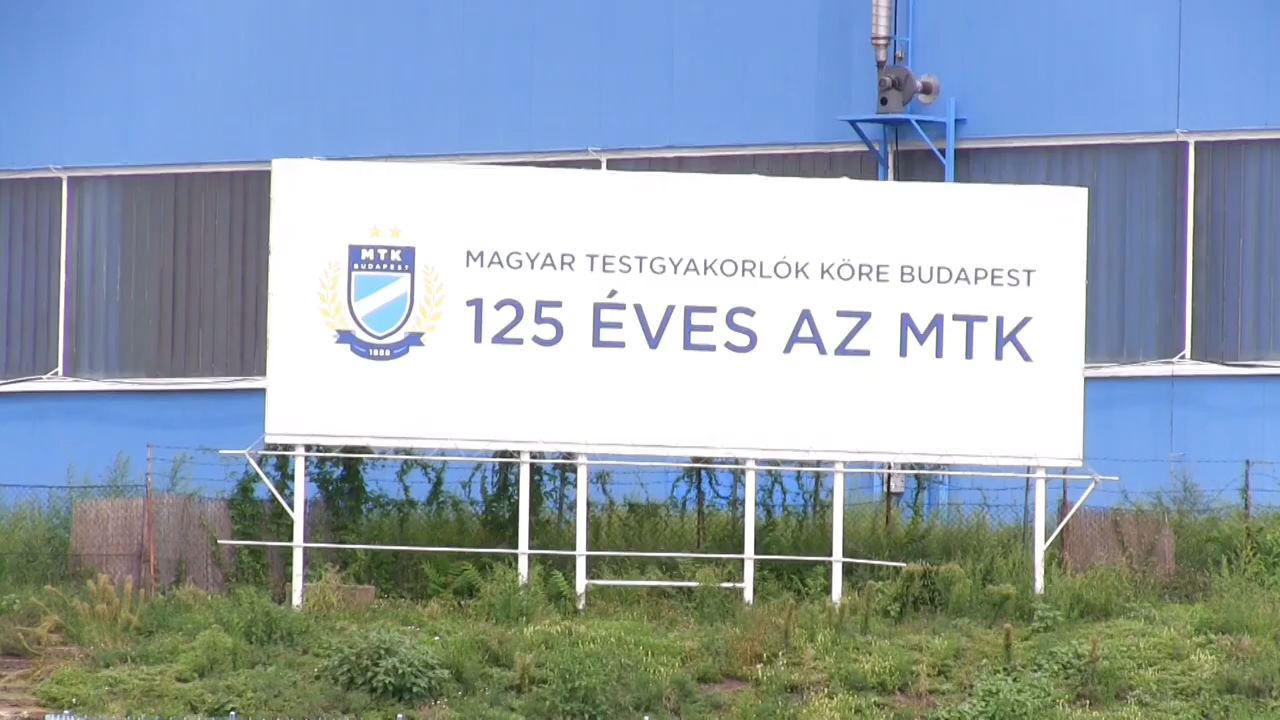 MTK
BUDAPEST
1888
MAGYAR TESTGYAKORLÓK KÖRE BUDAPEST
125 ÉVES AZ MTK